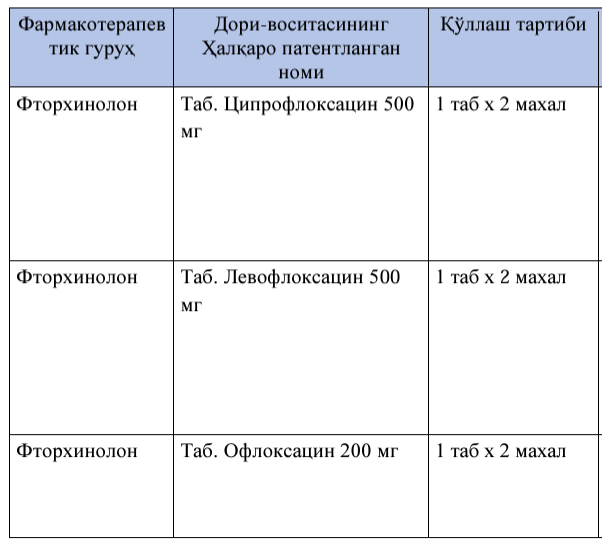 Фармакотерапев
тик гуруҳ
Дори-воситасининг
Ҳалқаро патентланган
номи
Қўллаш тартиби
Фторхинолон
Таб. Ципрофлоксацин 500
мг
1 таб х 2 махал
Фторхинолон
Таб. Левофлоксацин 500
мг
1 таб х 2 махал
Фторхинолон
Таб. Офлоксацин 200 мг
1 таб х 2 махал